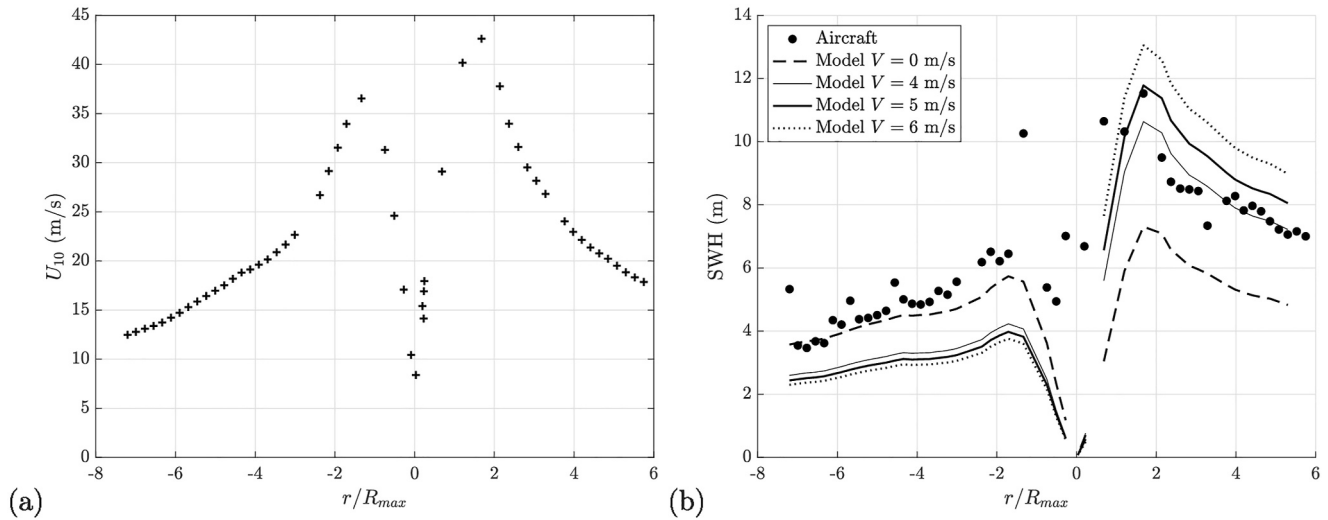 45
40
35
30
25
20
15
10
5
0
U10 (m/s)
-8 -6 -4 -2 0 2 4 6
r/Rmax
(a)
14
12
10
8
6
4
2
0
SWH (m)
Aircraft
Model V = 0 m/s
Model V = 4 m/s
Model V = 5 m/s
Model V = 6 m/s
-8 -6 -4 -2 0 2 4 6
r/Rmax
(b)